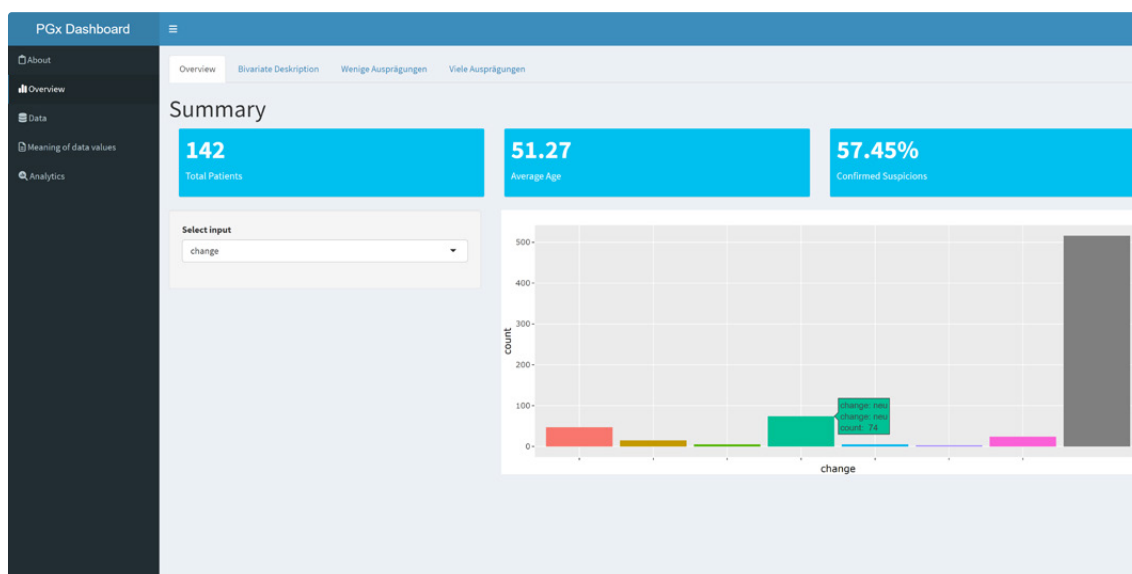 PGx Dashboard
About
Overview
Data
Meaning of data values
Analytics
Overview Bivariate Deskription Wenige Ausprägungen Viele Ausprägungen
Summary
142
Total Patients
51.27
Average Age
57.45%
Confirmed Suspicions
Select input
change
500
400
300
200
100
0
count
change: neu
change: neu
count: 74
change